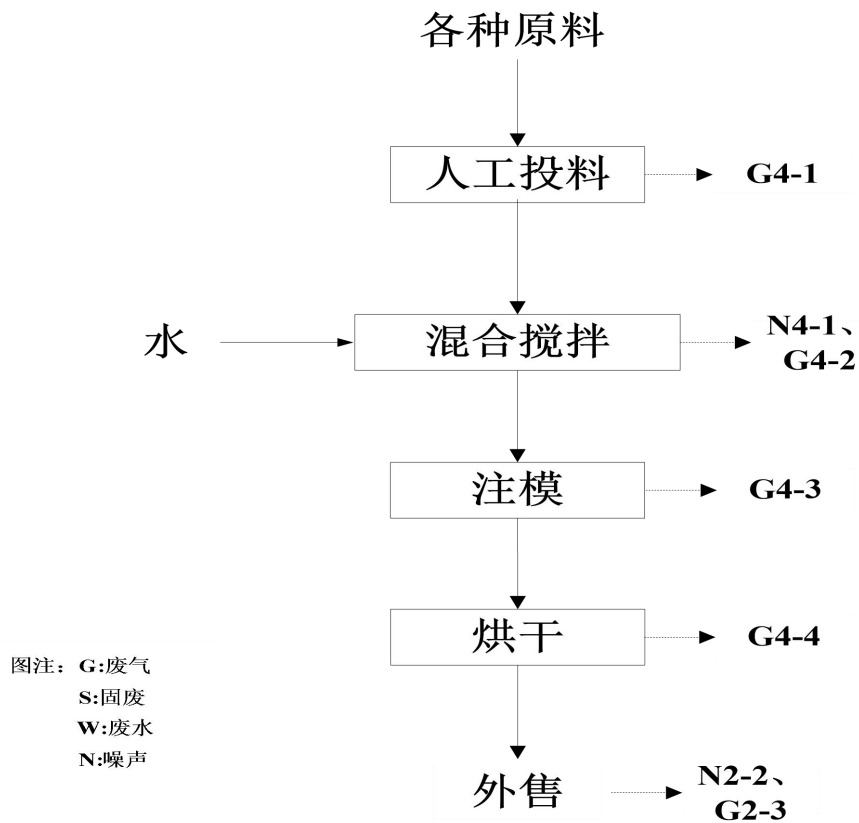 各种原料
人工投料
G4-1
水
混合搅拌
N4-1、
G4-2
注模
G4-3
烘干
G4-4
图注：G:废气
S:固废
W:废水
N:噪声
外售
N2-2、
G2-3